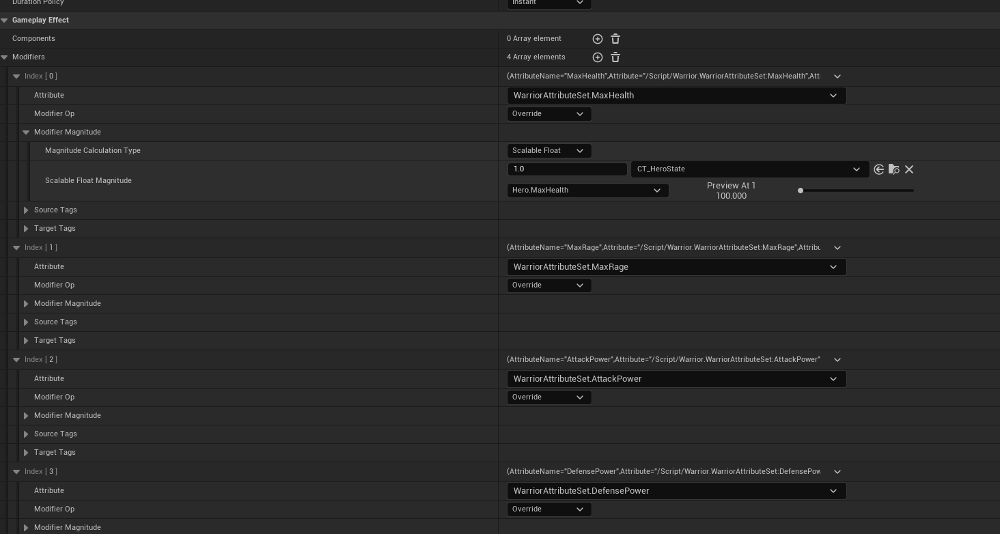 Duration Policy
Instant
Gameplay Effect
Components
0 Array element
Modifiers
4 Array elements
Index [ 0 ]
(AttributeName="MaxHealth",Attribute="/Script/Warrior.WarriorAttributeSet:MaxHealth",Att
Attribute
WarriorAttributeSet.MaxHealth
Modifier Op
Override
Modifier Magnitude
Magnitude Calculation Type
Scalable Float
Scalable Float Magnitude
1.0
CT_HeroState
Hero.MaxHealth
Preview At 1
100.000
Source Tags
Target Tags
Index [ 1 ]
(AttributeName="MaxRage",Attribute="/Script/Warrior.WarriorAttributeSet:MaxRage",Attribu
Attribute
WarriorAttributeSet.MaxRage
Modifier Op
Override
Modifier Magnitude
Source Tags
Target Tags
Index [ 2 ]
(AttributeName="AttackPower",Attribute="/Script/Warrior.WarriorAttributeSet:AttackPower"
Attribute
WarriorAttributeSet.AttackPower
Modifier Op
Override
Modifier Magnitude
Source Tags
Target Tags
Index [ 3 ]
(AttributeName="DefensePower",Attribute="/Script/Warrior.WarriorAttributeSet:DefensePow
Attribute
WarriorAttributeSet.DefensePower
Modifier Op
Override
Modifier Magnitude